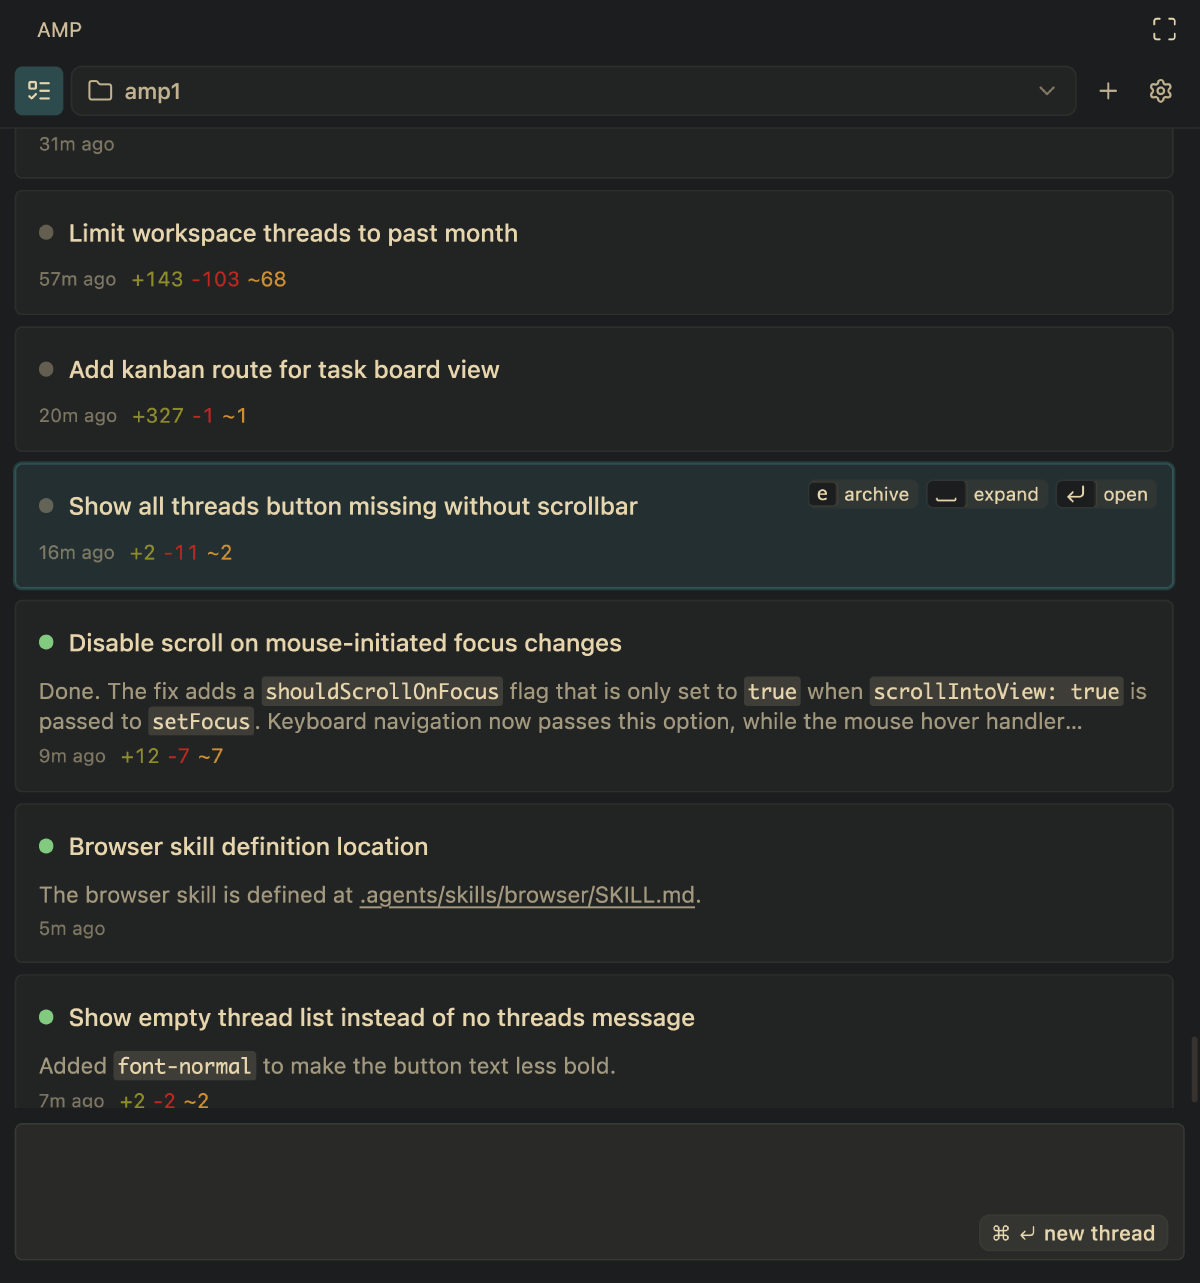 AMP
amp1
31m ago
Limit workspace threads to past month
57m ago +143 -103 ~68
Add kanban route for task board view
20m ago +327 -1 ~1
Show all threads button missing without scrollbar
e archive expand open
16m ago +2 -11 ~2
Disable scroll on mouse-initiated focus changes
Done. The fix adds a shouldScrollOnFocus flag that is only set to true when scrollIntoView: true is
passed to setFocus. Keyboard navigation now passes this option, while the mouse hover handler...
9m ago +12 -7 ~7
Browser skill definition location
The browser skill is defined at .agents/skills/browser/SKILL.md.
5m ago
Show empty thread list instead of no threads message
Added font-normal to make the button text less bold.
7m ago +2 -2 ~2
⌘ ↵ new thread